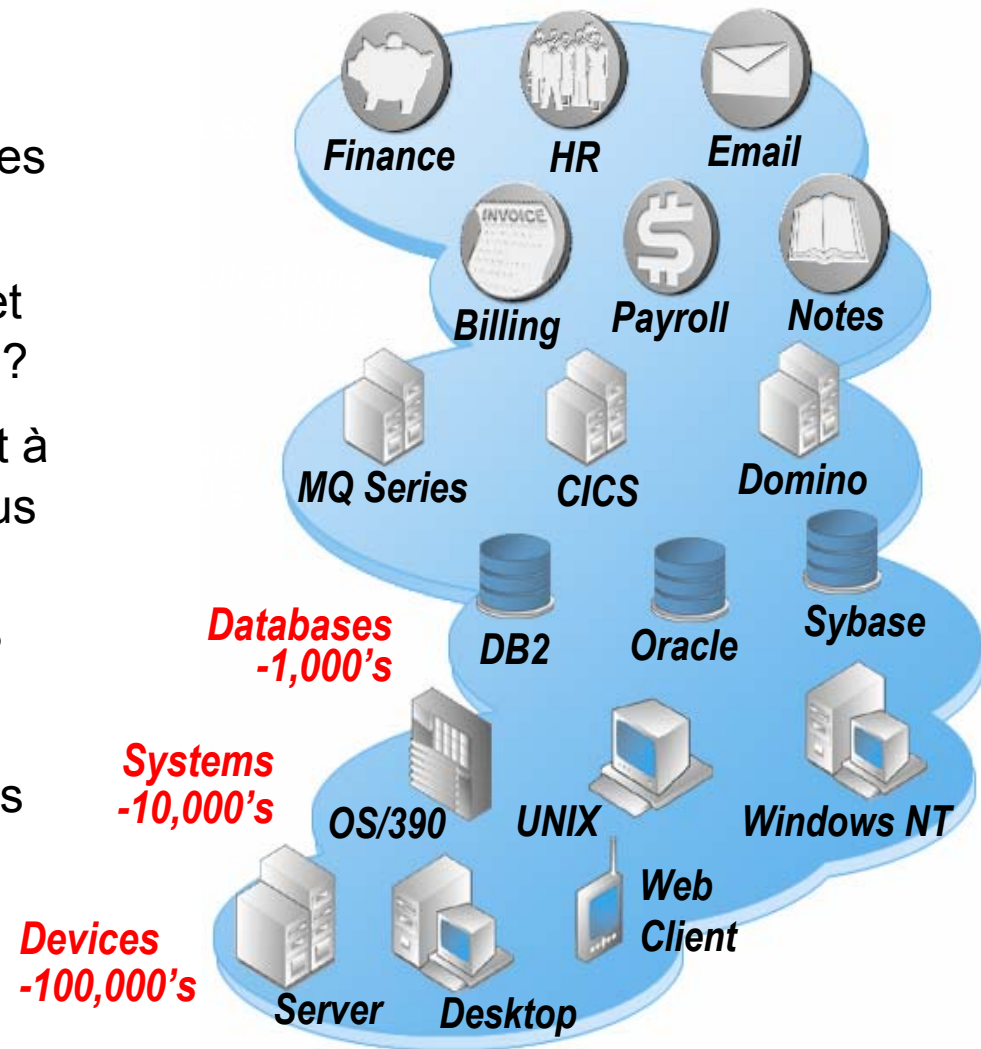 es
et
?
t à
us
s
Finance HR Email
INVOICE
Billing Payroll Notes
MQ Series CICS Domino
Databases
-1,000's
DB2 Oracle Sybase
Systems
-10,000's
OS/390 UNIX Windows NT
Devices
-100,000's
Server Desktop
Web
Client